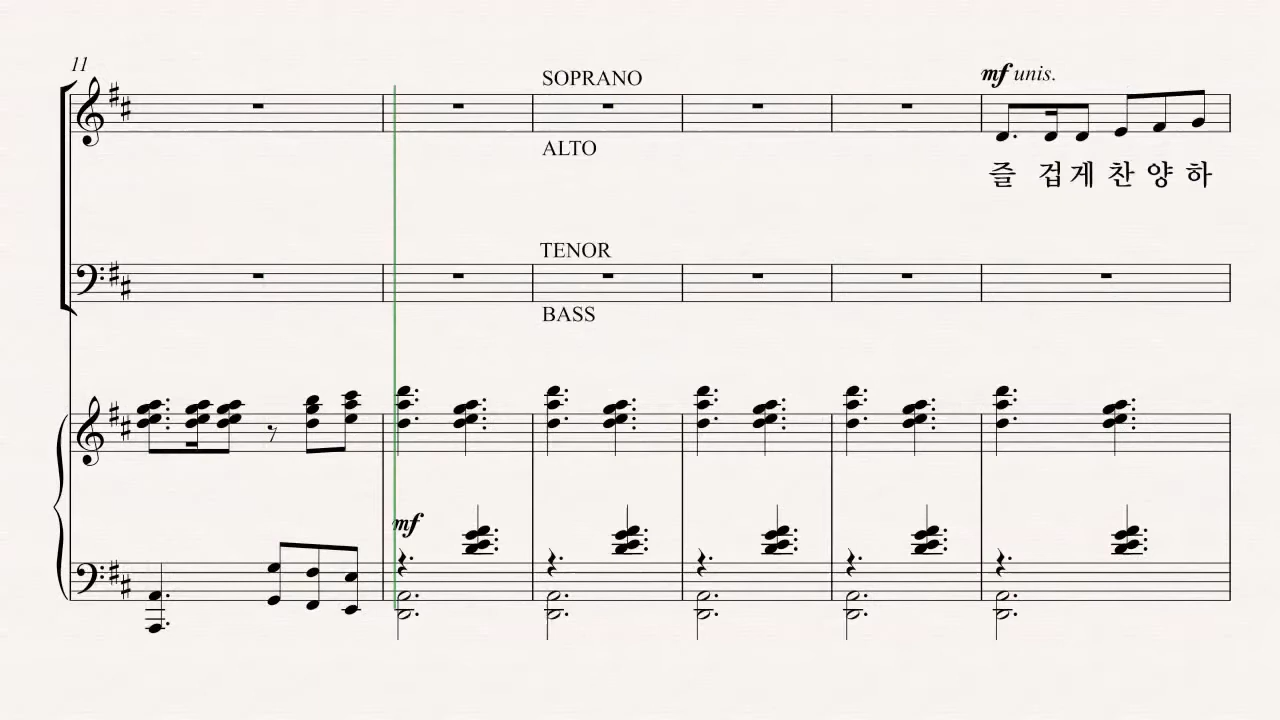 11
SOPRANO
mf unis.
ALTO
즐 겁 게 찬 양 하
TENOR
BASS
mf